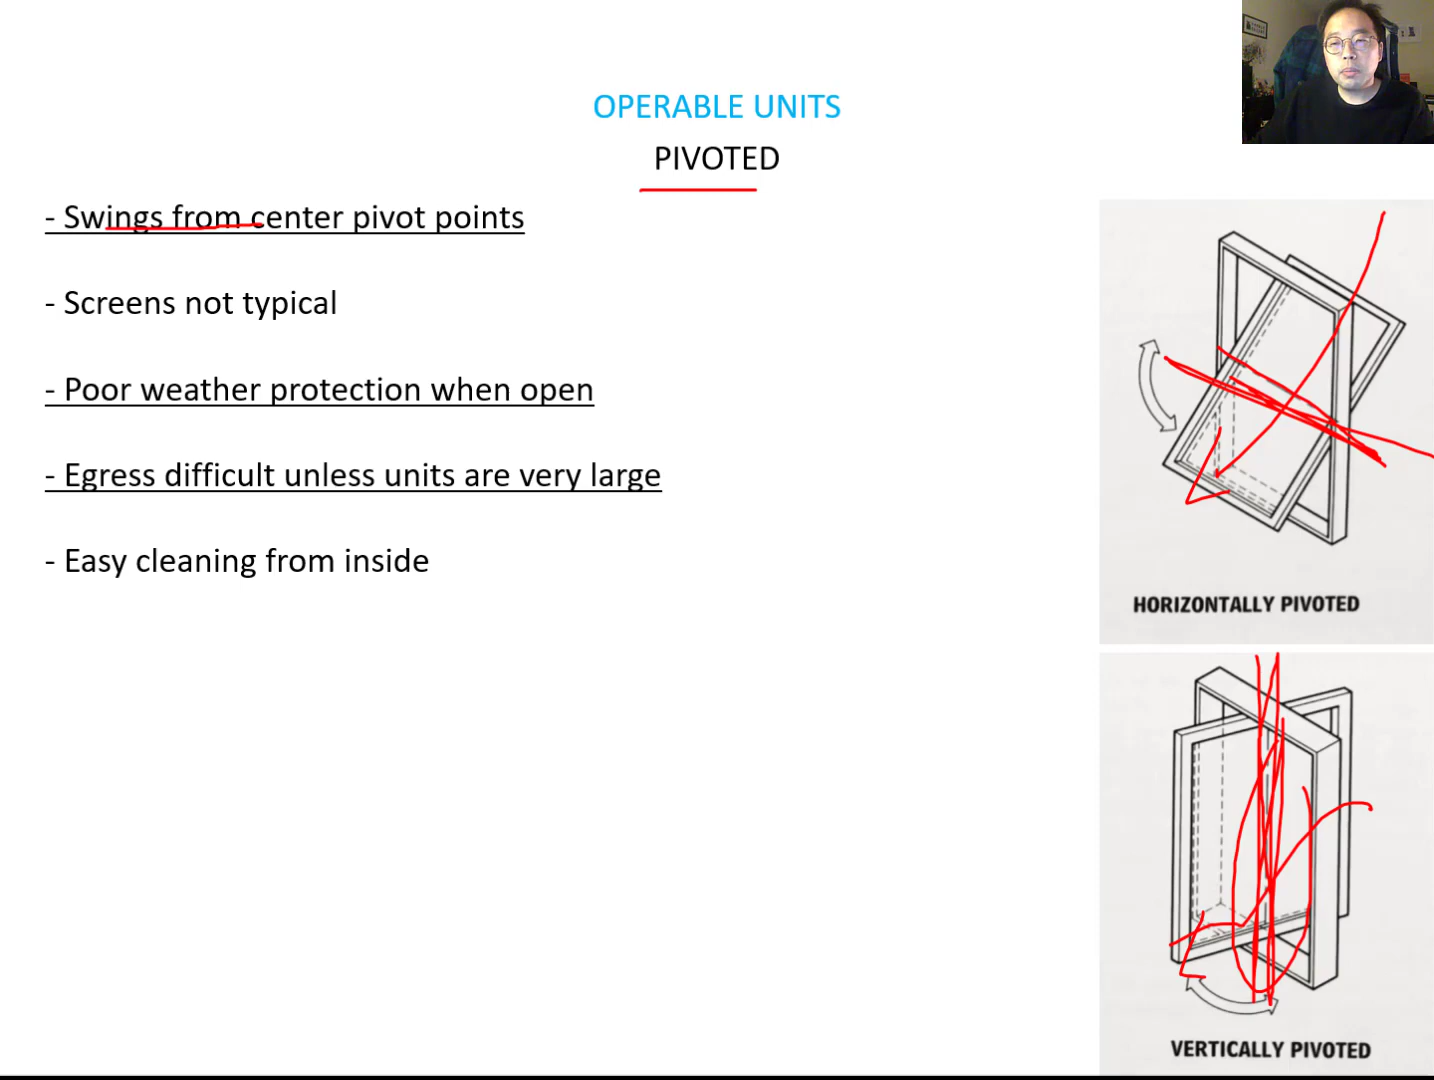 OPERABLE UNITS
PIVOTED
- Swings from center pivot points
- Screens not typical
- Poor weather protection when open
- Egress difficult unless units are very large
- Easy cleaning from inside
HORIZONTALLY PIVOTED
VERTICALLY PIVOTED